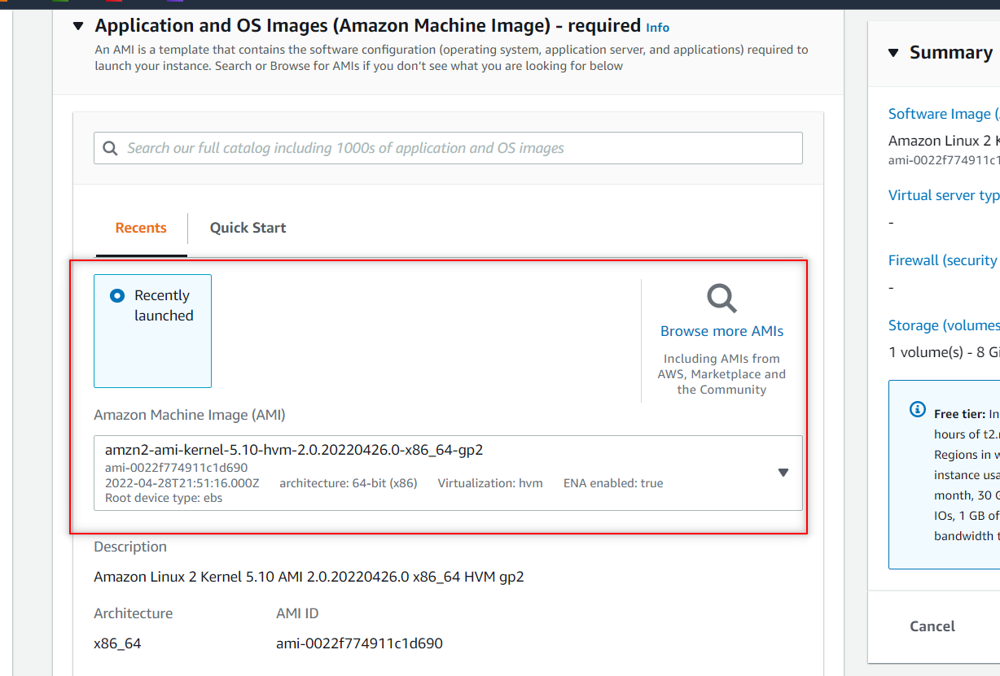 Application and OS Images (Amazon Machine Image) - required Info
An AMI is a template that contains the software configuration (operating system, application server, and applications) required to
launch your instance. Search or Browse for AMIs if you don't see what you are looking for below
Search our full catalog including 1000s of application and OS images
Recents
Quick Start
Recently
launched
Browse more AMIs
Including AMIs from
AWS, Marketplace and
the Community
Amazon Machine Image (AMI)
amzn2-ami-kernel-5.10-hvm-2.0.20220426.0-x86_64-gp2
ami-0022f774911c1d690
2022-04-28T21:51:16.000Z architecture: 64-bit (x86) Virtualization: hvm ENA enabled: true
Root device type: ebs
Description
Amazon Linux 2 Kernel 5.10 AMI 2.0.20220426.0 x86_64 HVM gp2
Architecture
AMI ID
x86_64
ami-0022f774911c1d690
Summary
Software Image (
Amazon Linux 2
ami-0022f774911c1
Virtual server typ
-
Firewall (security
-
Storage (volumes
1 volume(s) - 8 Gi
Free tier: In
hours of t2.
Regions in
instance usa
month, 30
IOs, 1 GB of
bandwidth t
Cancel